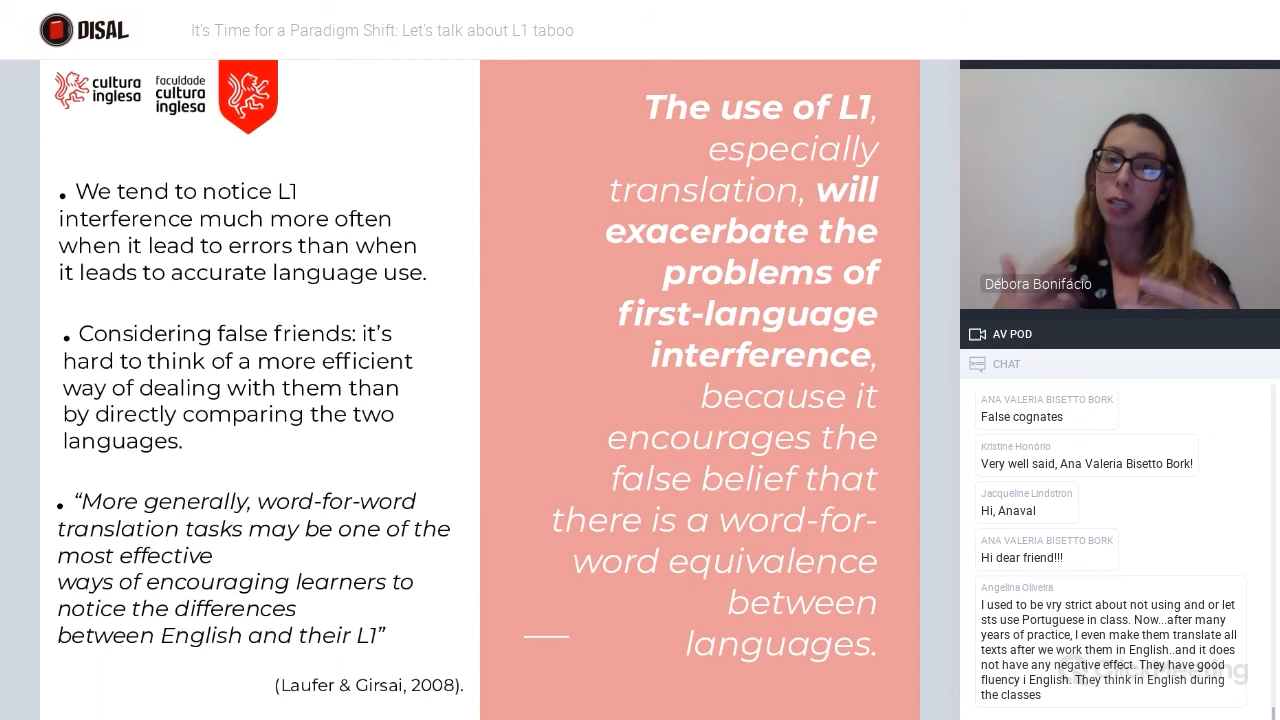 DISAL
It's Time for a Paradigm Shift: Let's talk about L1 taboo
cultura
inglesa
faculdade
cultura
inglesa
. We tend to notice L1
interference much more often
when it lead to errors than when
it leads to accurate language use.
. Considering false friends: it's
hard to think of a more efficient
way of dealing with them than
by directly comparing the two
languages.
. “More generally, word-for-word
translation tasks may be one of the
most effective
ways of encouraging learners to
notice the differences
between English and their L1”
(Laufer & Girsai, 2008).
The use of L1,
especially
translation, will
exacerbate the
problems of
first-language
interference,
because it
encourages the
false belief that
there is a word-for-
word equivalence
between
languages.
Débora Bonifácio
AV POD
CHAT
ANA VALERIA BISETTO BORK
False cognates
Kristine Honório
Very well said, Ana Valeria Bisetto Bork!
Jacqueline Lindstron
Hi, Anaval
ANA VALERIA BISETTO BORK
Hi dear friend!!!
Angelina Oliveira
I used to be vry strict about not using and or let
sts use Portuguese in class. Now...after many
years of practice, I even make them translate all
texts after we work them in English..and it does
not have any negative effect. They have good
fluency i English. They think in English during
the classes